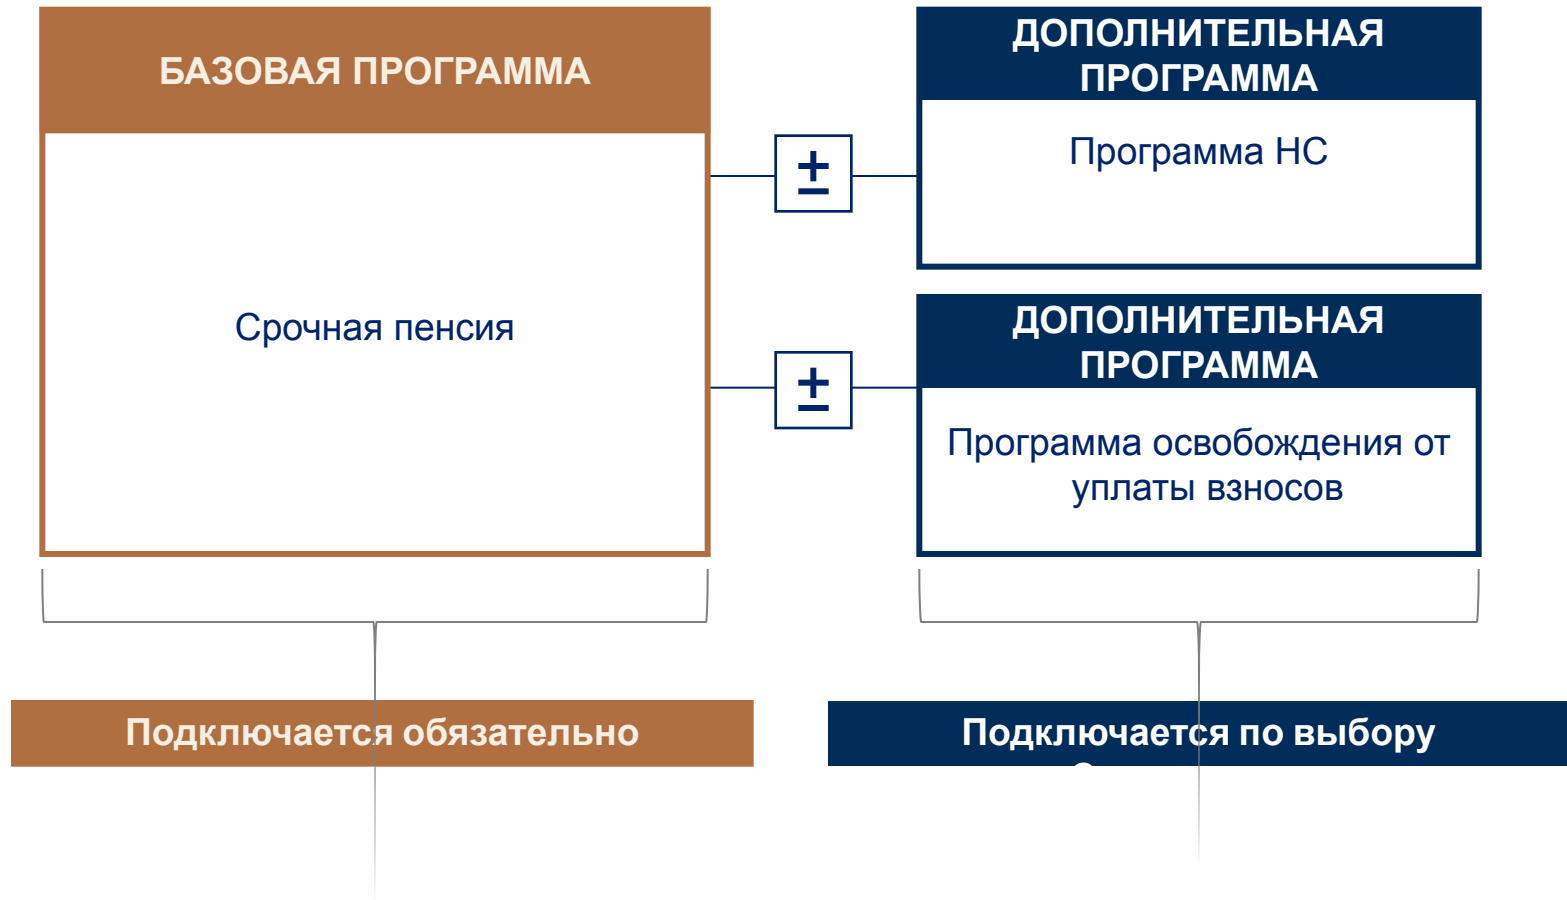 БАЗОВАЯ ПРОГРАММА
Срочная пенсия
±
±
ДОПОЛНИТЕЛЬНАЯ
ПРОГРАММА
Программа НС
ДОПОЛНИТЕЛЬНАЯ
ПРОГРАММА
Программа освобождения от
уплаты взносов
Подключается обязательно
Подключается по выбору